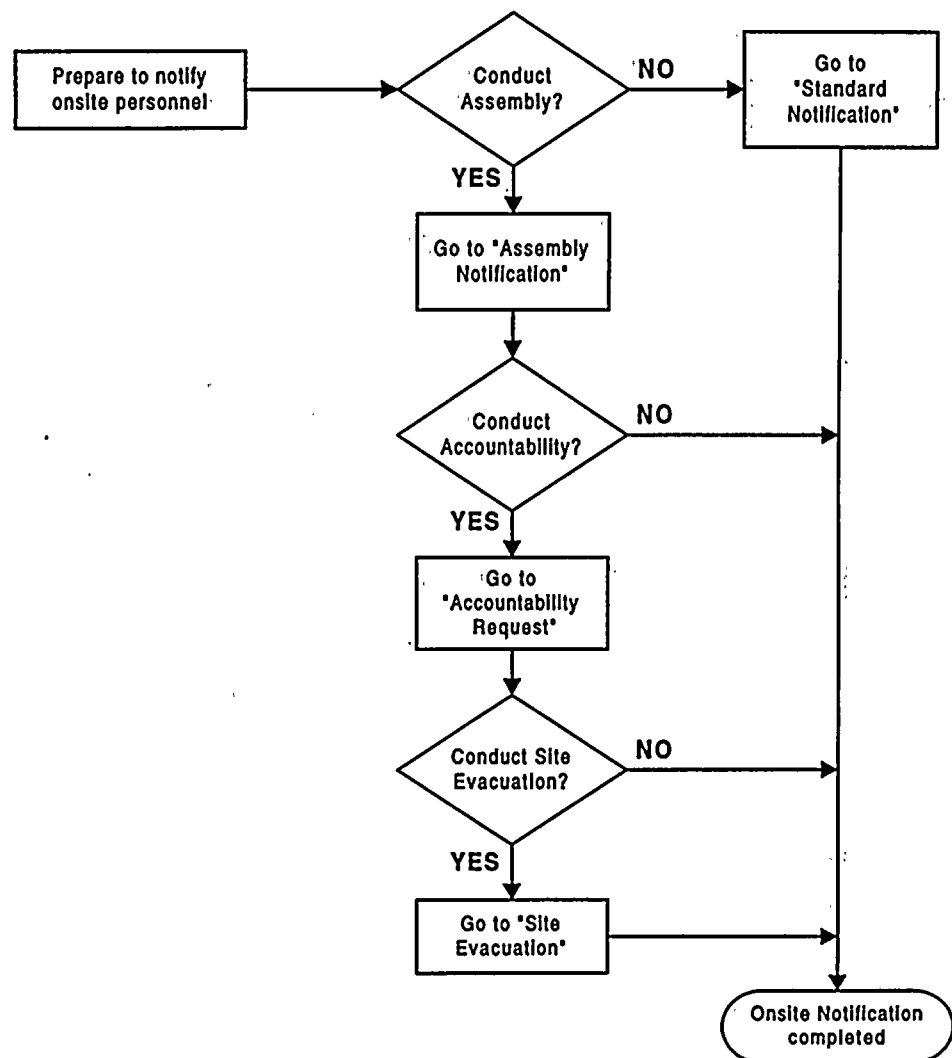 Prepare to notify
onsite personnel
Conduct
Assembly?
NO
Go to
"Standard
Notification"
YES
Go to "Assembly
Notification"
Conduct
Accountability?
NO
YES
Go to
"Accountability
Request"
Conduct Site
Evacuation?
NO
YES
Go to "Site
Evacuation"
Onsite Notification
completed